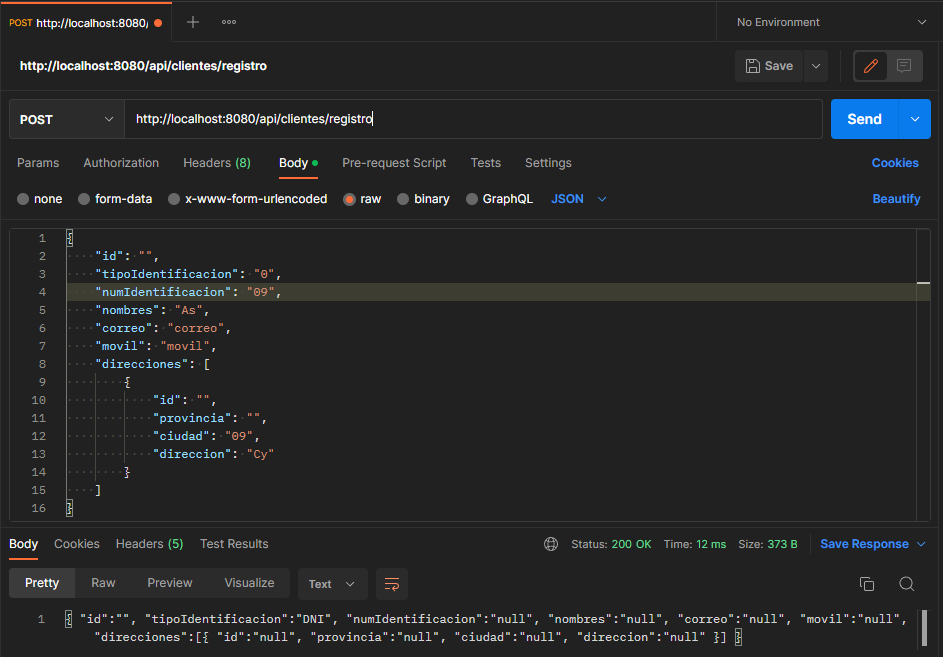 POST http://localhost:8080/
No Environment
http://localhost:8080/api/clientes/registro
Save
POST
http://localhost:8080/api/clientes/registro
Send
Params Authorization Headers (8) Body Pre-request Script Tests Settings Cookies
none form-data x-www-form-urlencoded raw binary GraphQL JSON Beautify
1 {
2 "id": "",
3 "tipoIdentificacion": "0",
4 "numIdentificacion": "09",
5 "nombres": "As",
6 "correo": "correo",
7 "movil": "movil",
8 "direcciones": [
9 {
10 "id": "",
11 "provincia": "",
12 "ciudad": "09",
13 "direccion": "Cy"
14 }
15 ]
16 }
Body Cookies Headers (5) Test Results Status: 200 OK Time: 12 ms Size: 373 B Save Response
Pretty Raw Preview Visualize Text
1 { "id":"", "tipoIdentificacion":"DNI", "numIdentificacion":"null", "nombres":"null", "correo":"null", "movil":"null",
"direcciones":[{ "id":"null", "provincia":"null", "ciudad":"null", "direccion":"null" }] }